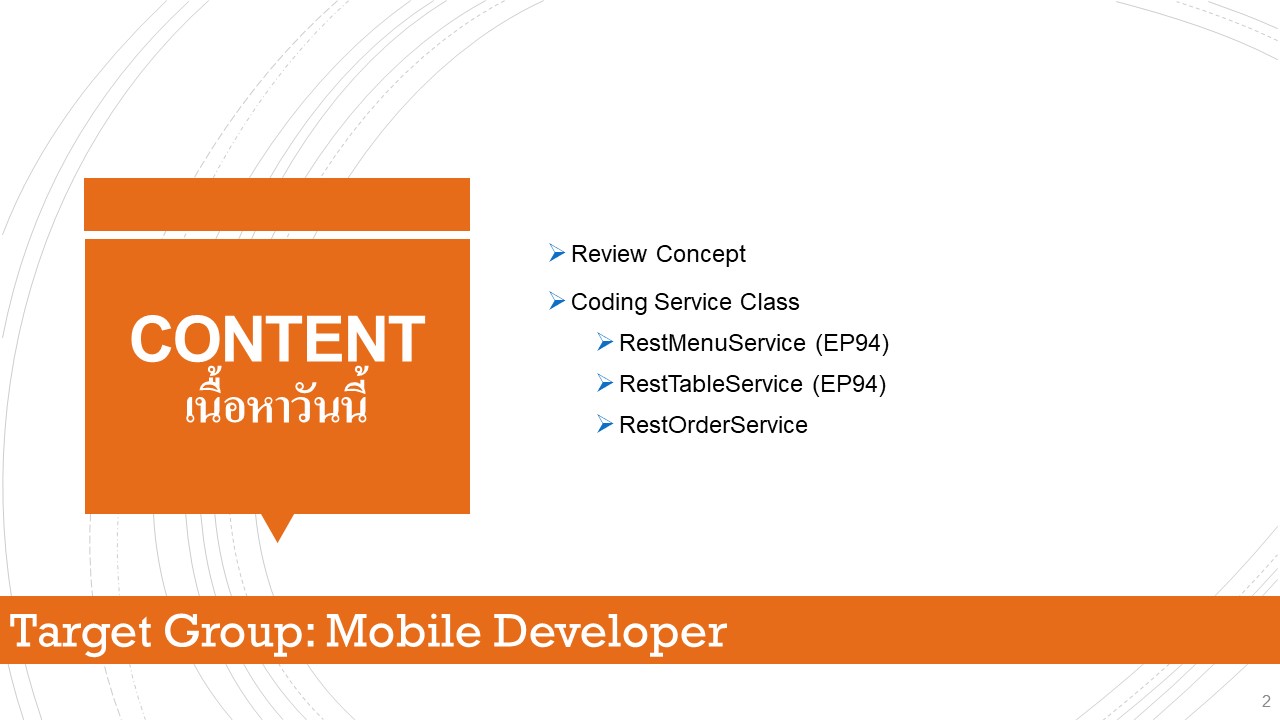 CONTENT
เนื้อหาวันนี้
Review Concept
Coding Service Class
RestMenuService (EP94)
RestTableService (EP94)
RestOrderService
Target Group: Mobile Developer
2